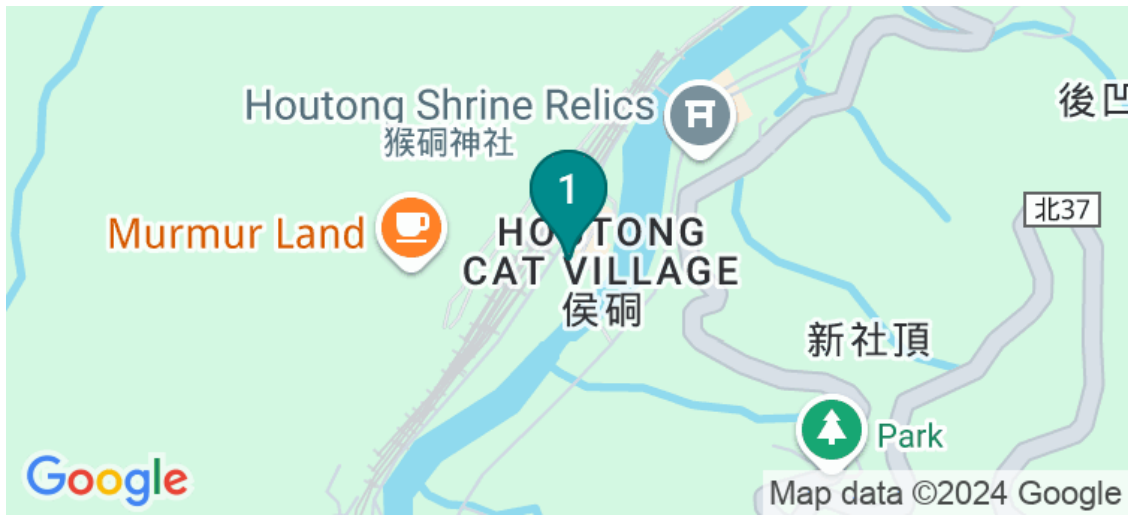 Houtong Shrine Relics
猴硐神社
後凹
1
北37
Murmur Land
HOUTONG
CAT VILLAGE
侯硐
新社頂
Park
Google
Map data ©2024 Google